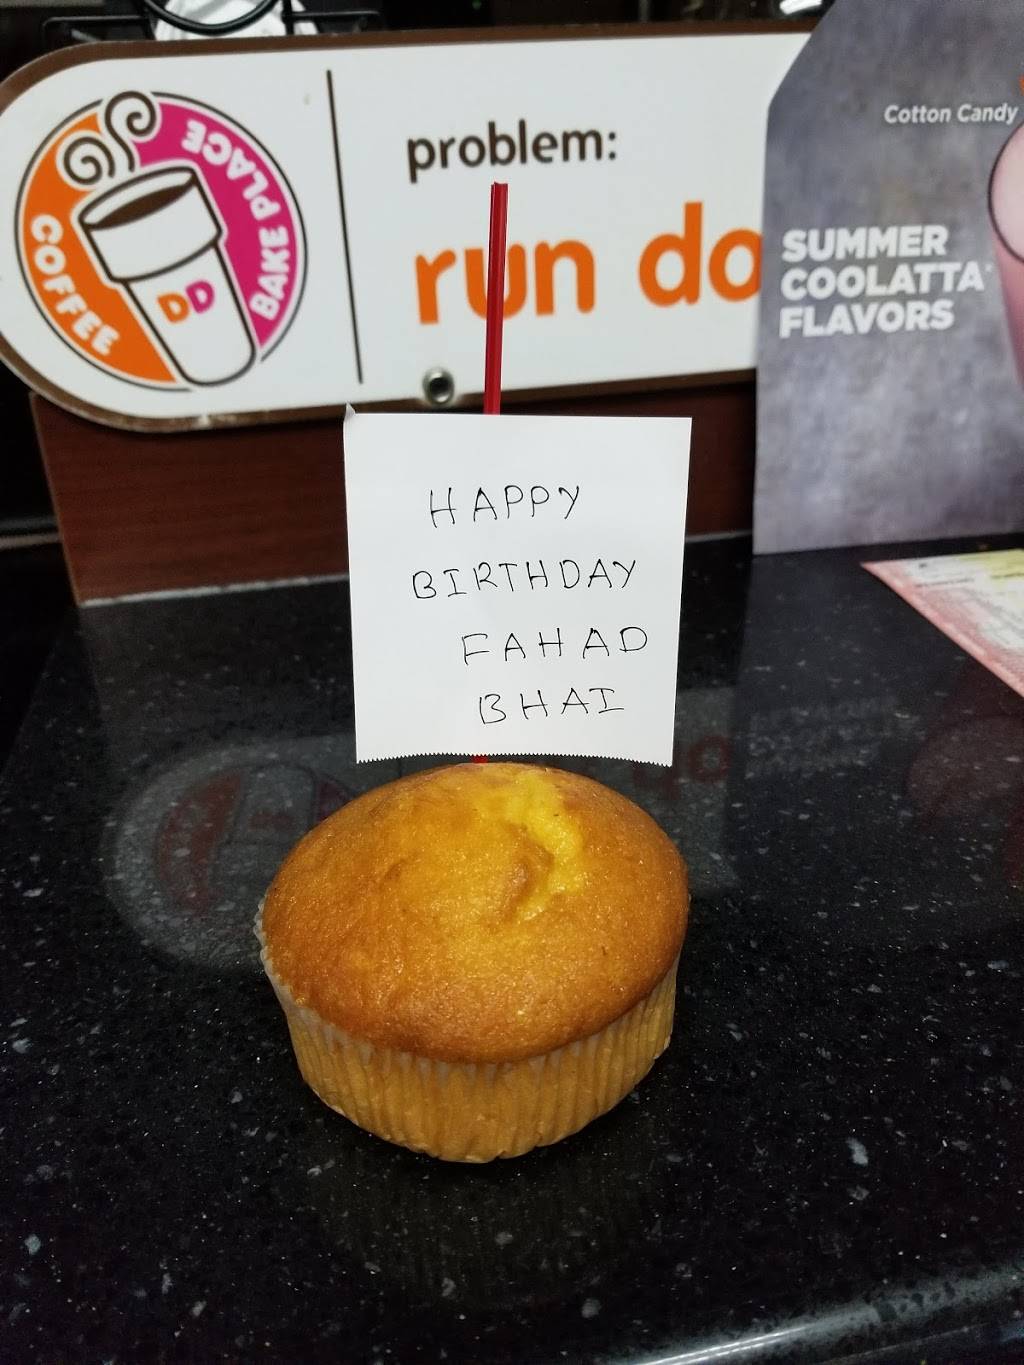 COFFEE
BAKE PLACE
DD
problem:
run do
Cotton Candy
SUMMER
COOLATTA
FLAVORS
HAPPY
BIRTHDAY
FAHAD
BHAI